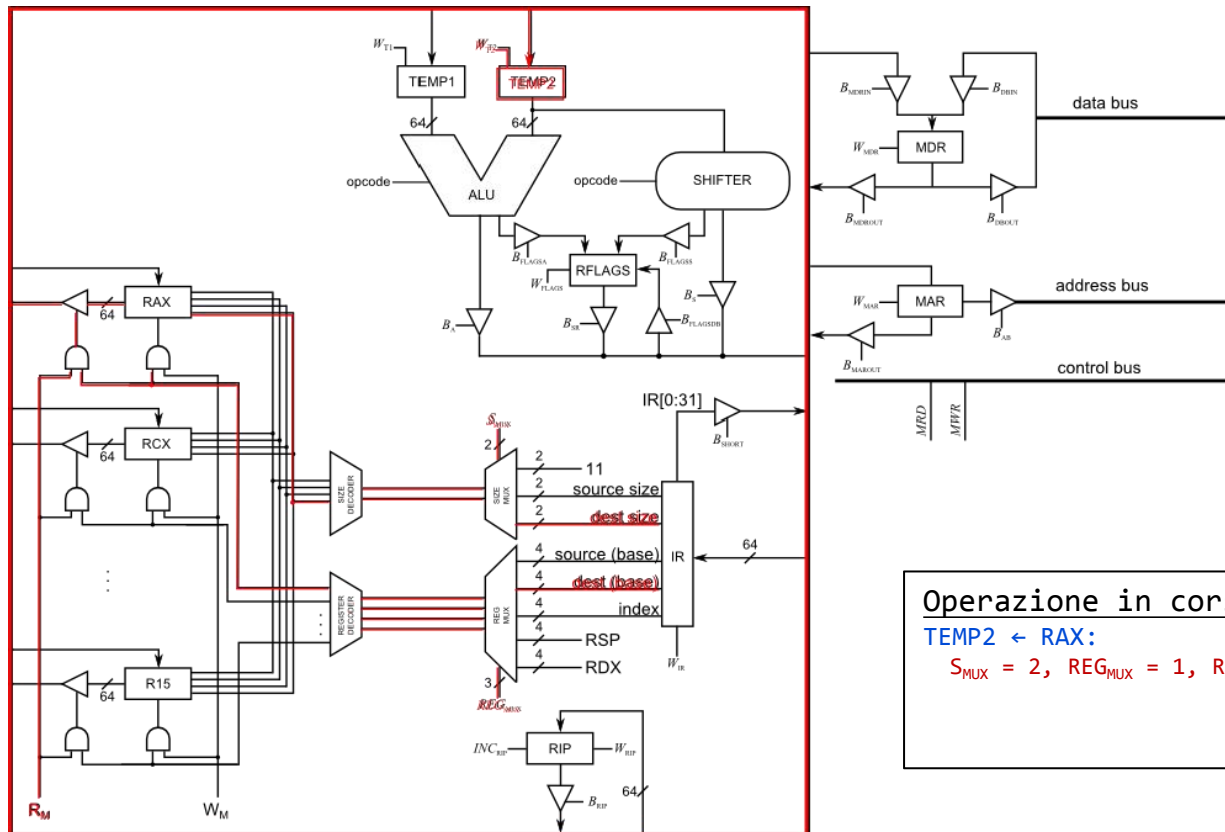 W_T1
W_T2
TEMP1
TEMP2
64
64
opcode
ALU
opcode
SHIFTER
B_FLAGSA
B_FLAGSS
RFLAGS
W_FLAGS
B_A
B_SR
B_FLAGSDB
B_S
B_MDRIN
B_DBIN
data bus
W_MDR
MDR
B_MDROUT
B_DBOUT
address bus
W_MAR
MAR
B_AB
B_MAROUT
control bus
MRD
MWR
RAX
64
RCX
64
R15
64
R_M
W_M
SIZE DECODER
REGISTER DECODER
S_MUX
2
SIZE MUX
2
11
2
source size
2
dest size
REG MUX
4
source (base)
4
dest (base)
4
index
4
RSP
4
RDX
3
REG_MUX
IR[0:31]
B_SHORT
IR
64
W_IR
INC_RIP
RIP
W_RIP
B_RIP
64
Operazione in cor
TEMP2 ← RAX:
S_MUX = 2, REG_MUX = 1, R